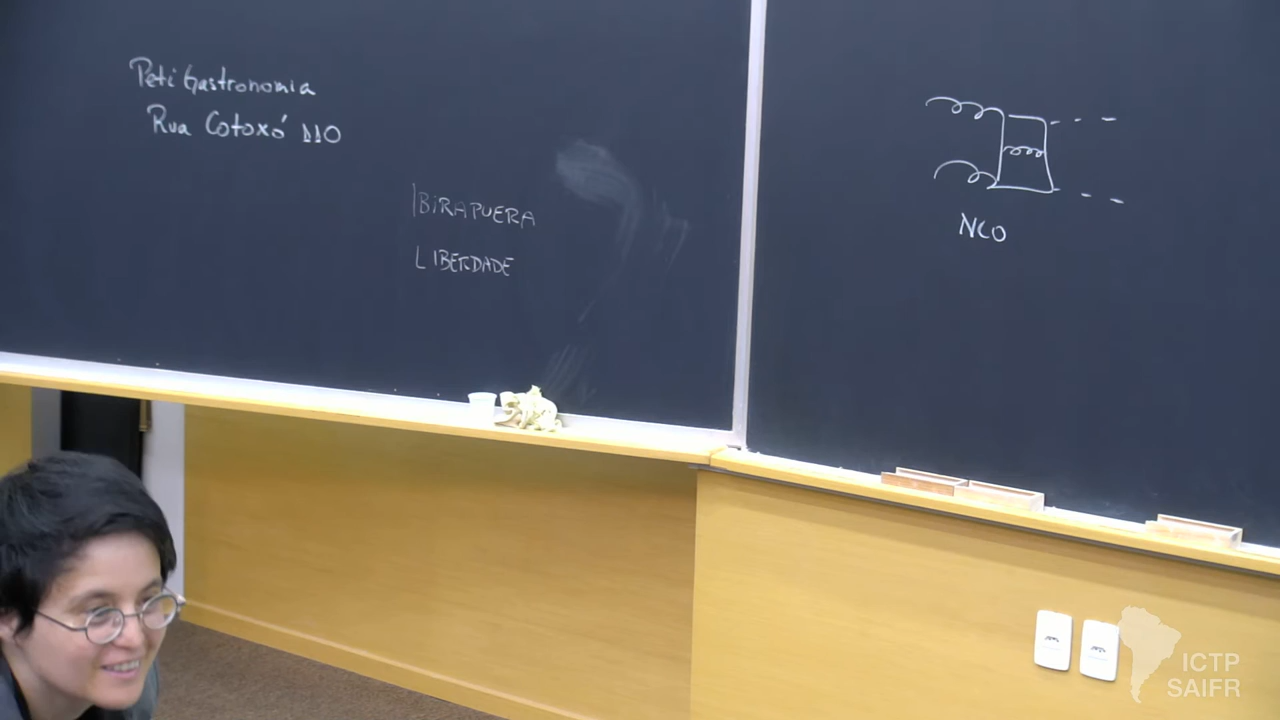 Peti Gastronomia
Rua Cotoxó 110
IBIRAPUERA
LIBERDADE
NLO
ICTP
SAIFR